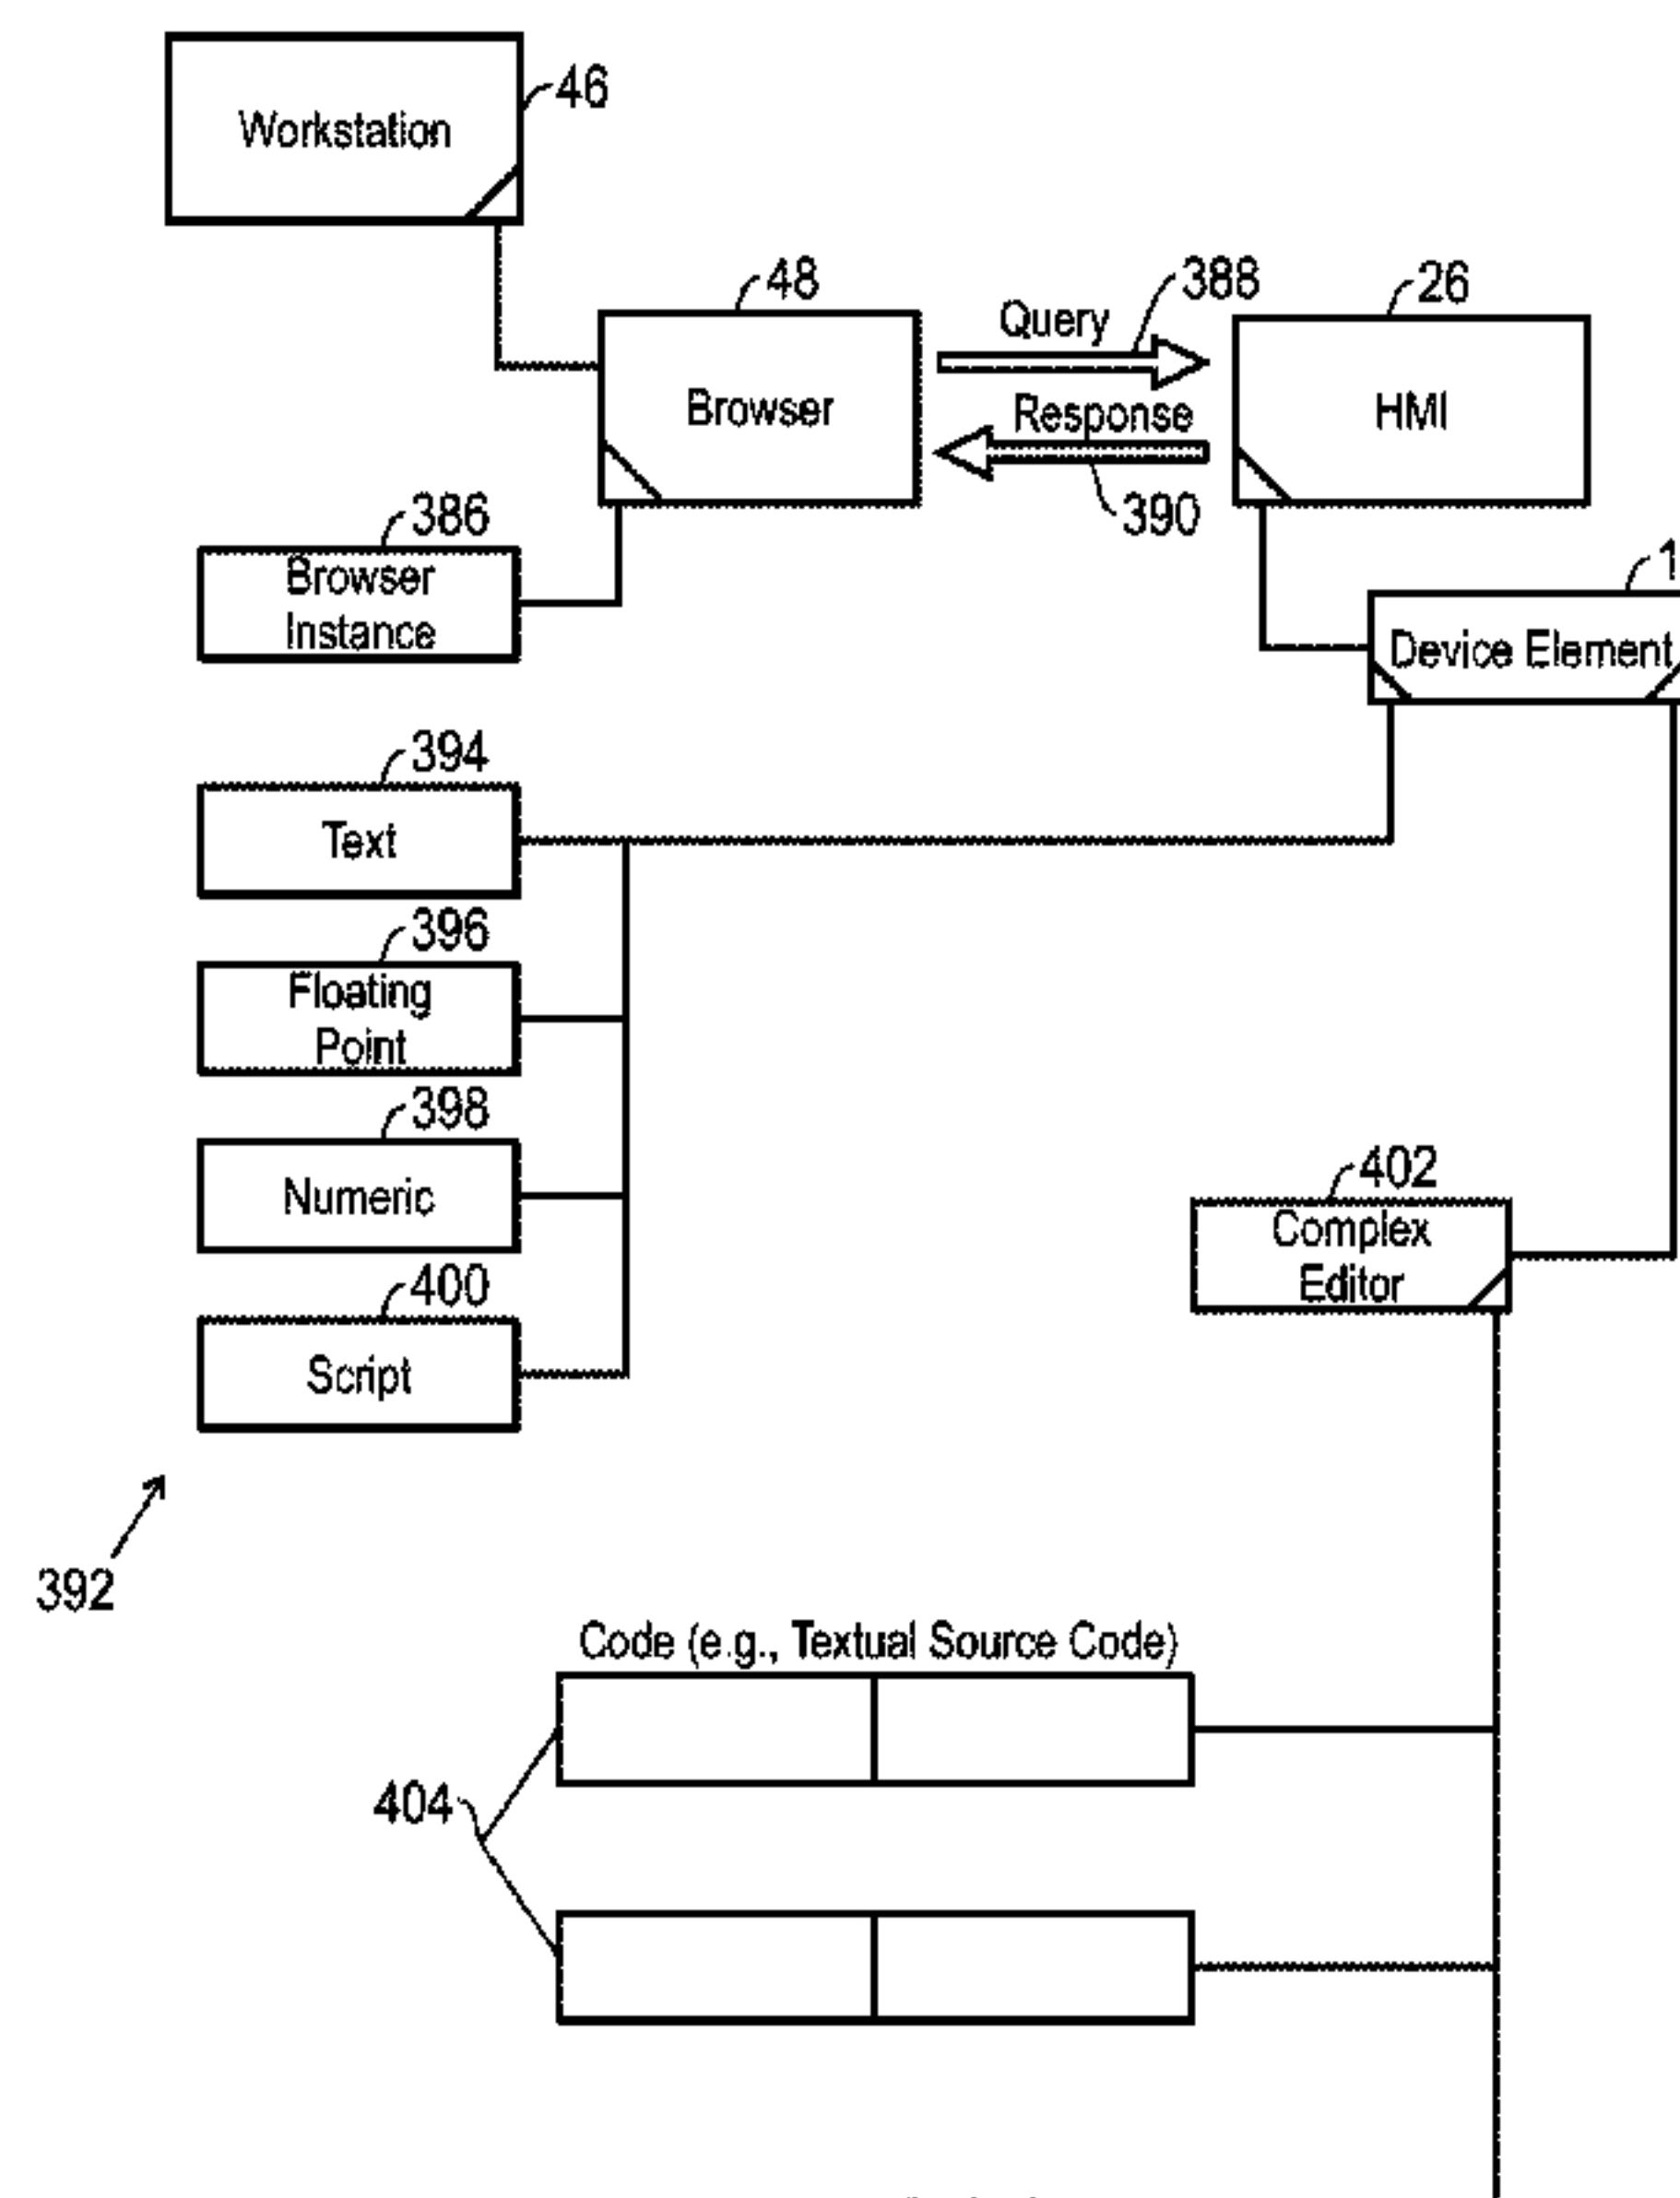 46
Workstation
48
Query
388
26
Browser
Response
HMI
390
386
Browser
Instance
1
Device Element
394
Text
396
Floating
Point
398
Numeric
402
Complex
Editor
400
Script
392
Code (e.g., Textual Source Code)
404